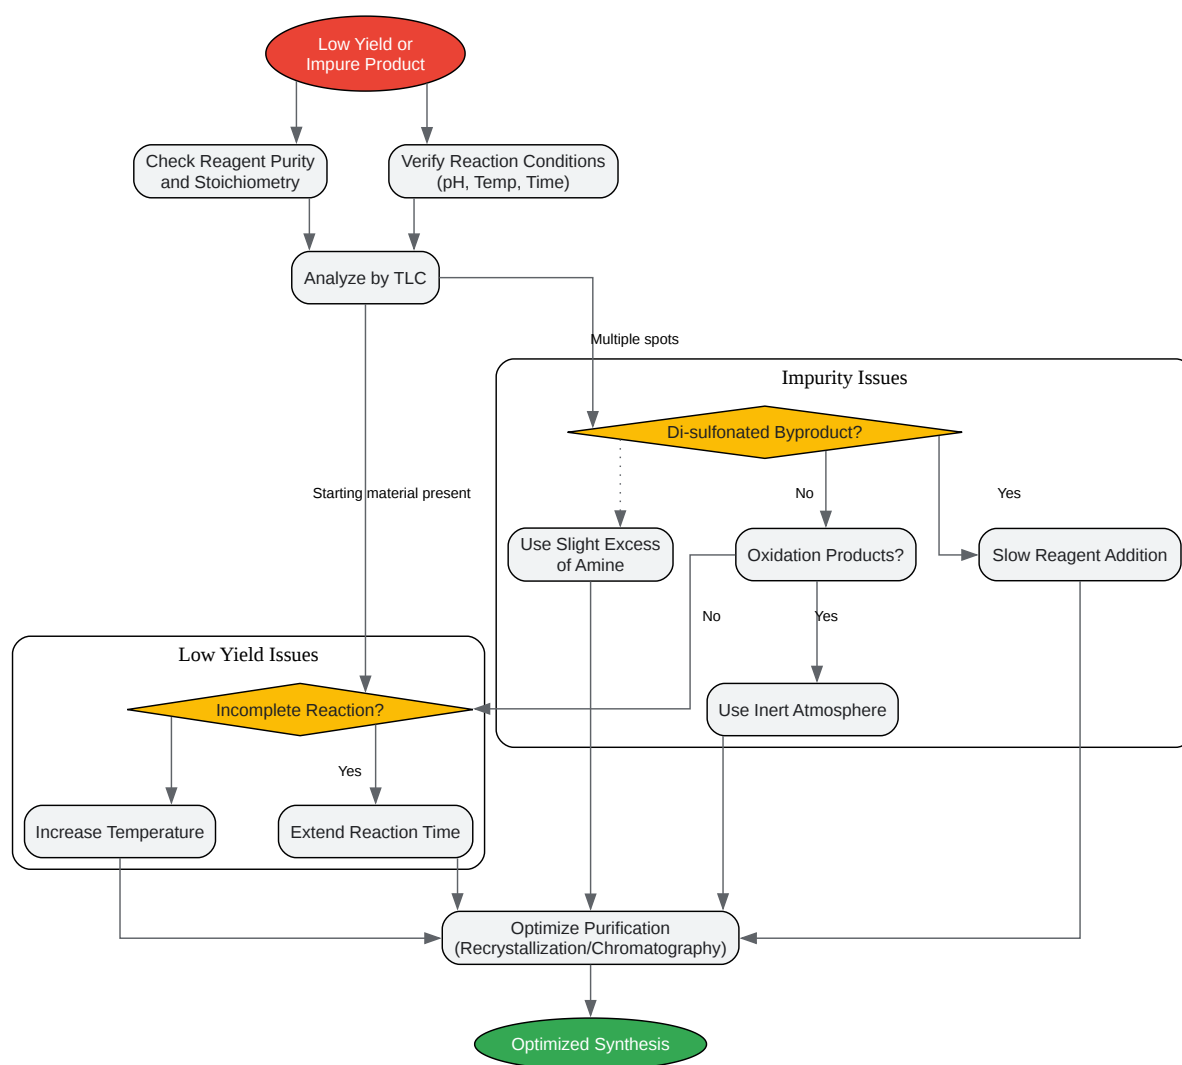 Low Yield or
Impure Product
Check Reagent Purity
and Stoichiometry
Verify Reaction Conditions
(pH, Temp, Time)
Analyze by TLC
Multiple spots
Impurity Issues
Di-sulfonated Byproduct?
Starting material present
No
Yes
Use Slight Excess
of Amine
Oxidation Products?
Slow Reagent Addition
No
Yes
Low Yield Issues
Incomplete Reaction?
Use Inert Atmosphere
Yes
Increase Temperature
Extend Reaction Time
Optimize Purification
(Recrystallization/Chromatography)
Optimized Synthesis